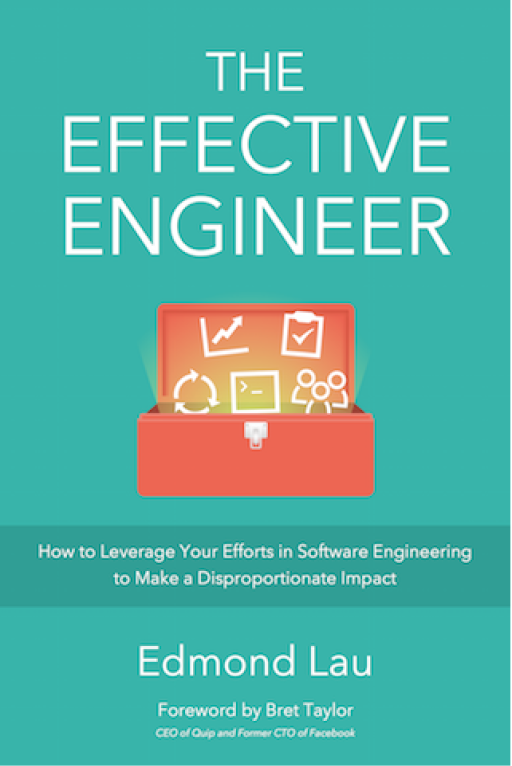 THE
EFFECTIVE
ENGINEER
>_
How to Leverage Your Efforts in Software Engineering
to Make a Disproportionate Impact
Edmond Lau
Foreword by Bret Taylor
CEO of Quip and Former CTO of Facebook